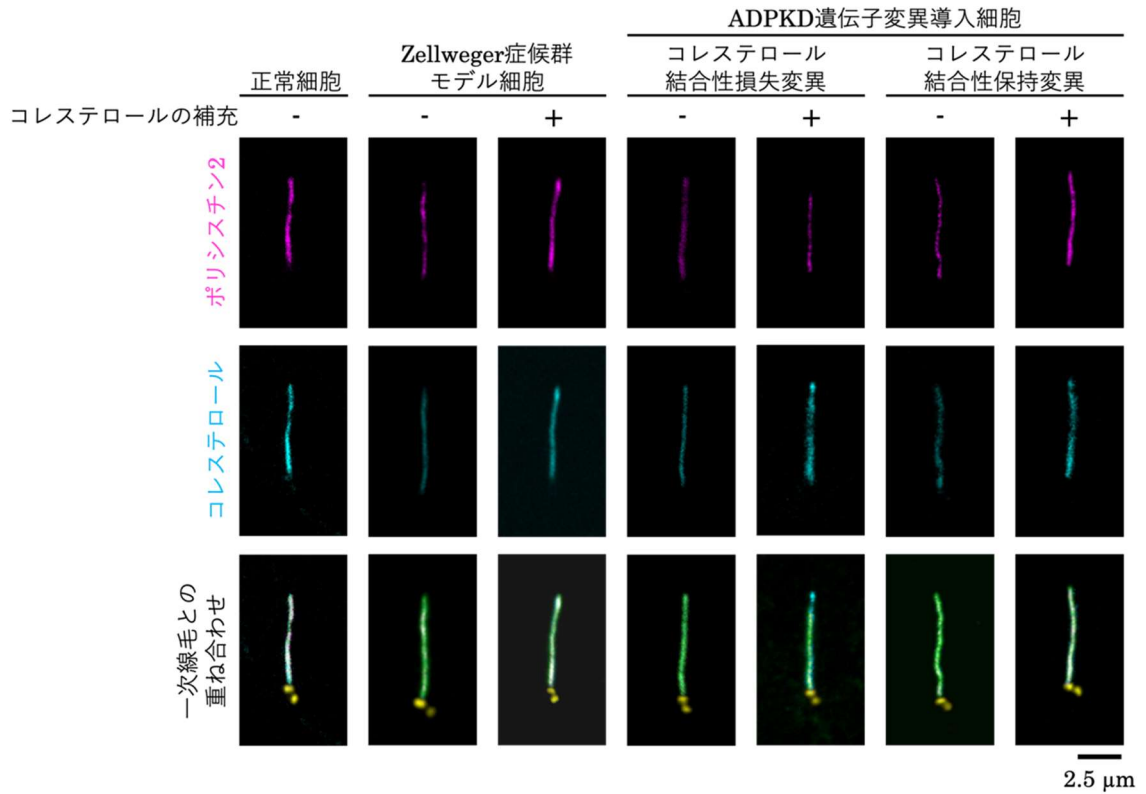 ADPKD遺伝子変異導入細胞
正常細胞
Zellweger症候群
モデル細胞
コレステロール
結合性損失変異
コレステロール
結合性保持変異
コレステロールの補充 - - + - + - +
ポリシスチン2
コレステロール
一次線毛との
重ね合わせ
2.5 μm